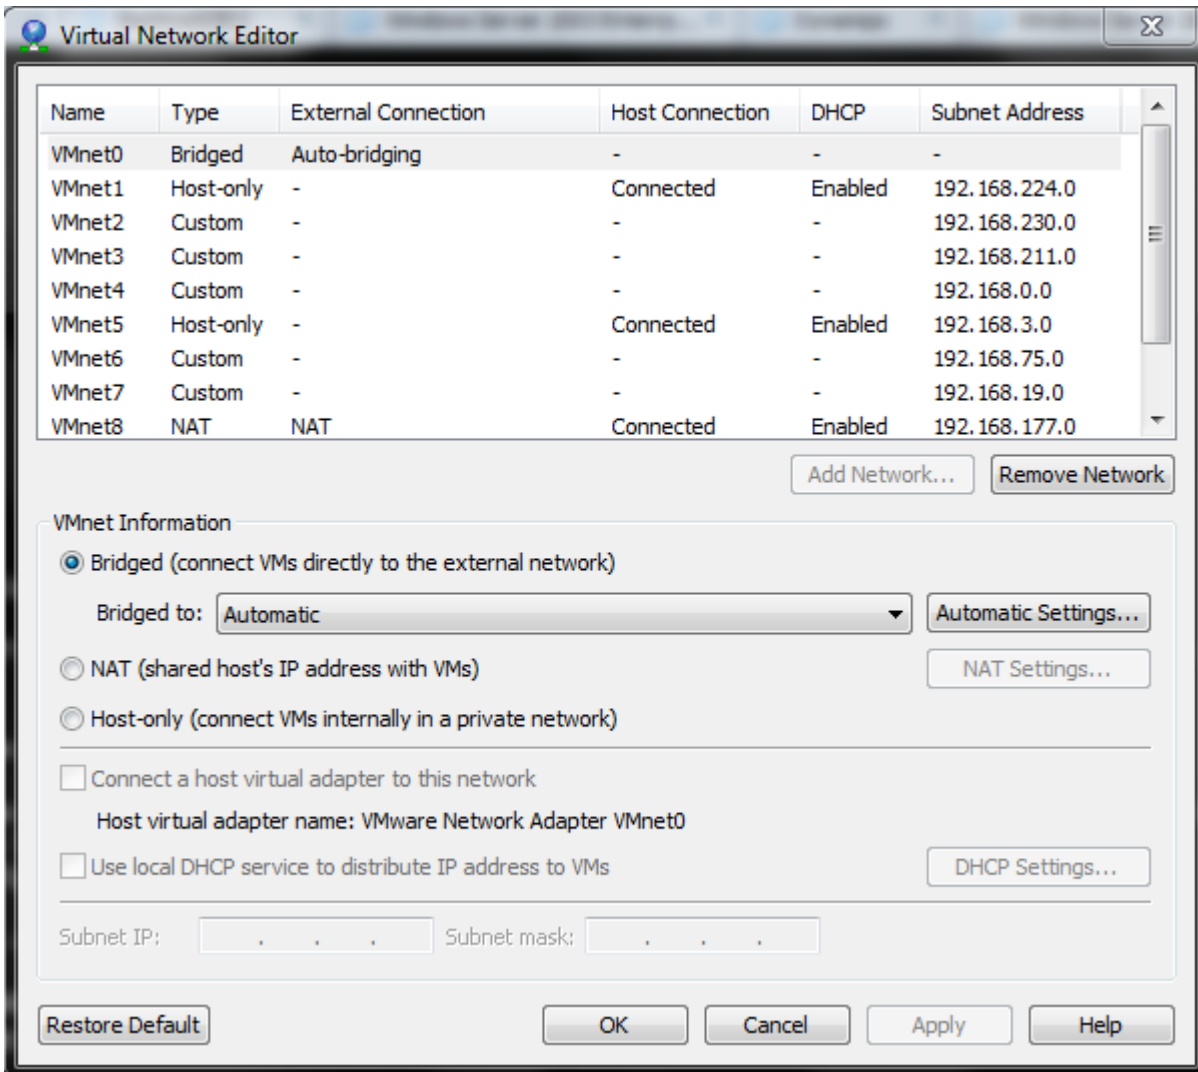 Virtual Network Editor
Name Type External Connection Host Connection DHCP Subnet Address
VMnet0 Bridged Auto-bridging - - -
VMnet1 Host-only - Connected Enabled 192.168.224.0
VMnet2 Custom - - - 192.168.230.0
VMnet3 Custom - - - 192.168.211.0
VMnet4 Custom - - - 192.168.0.0
VMnet5 Host-only - Connected Enabled 192.168.3.0
VMnet6 Custom - - - 192.168.75.0
VMnet7 Custom - - - 192.168.19.0
VMnet8 NAT NAT Connected Enabled 192.168.177.0
Add Network... Remove Network
VMnet Information
Bridged (connect VMs directly to the external network)
Bridged to: Automatic Automatic Settings...
NAT (shared host's IP address with VMs) NAT Settings...
Host-only (connect VMs internally in a private network)
Connect a host virtual adapter to this network
Host virtual adapter name: VMware Network Adapter VMnet0
Use local DHCP service to distribute IP address to VMs DHCP Settings...
Subnet IP: . . . Subnet mask: . . .
Restore Default OK Cancel Apply Help